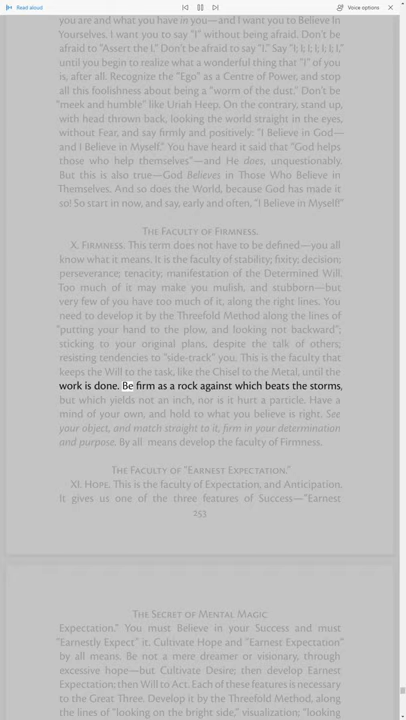 Read aloud
Voice options
you are and what you have in you—and I want you to Believe in
Yourselves. I want you to say "I" without being afraid. Don't be
afraid to "Assert the I." Don't be afraid to say "I." Say "I; I; I; I; I; I,"
until you begin to realize what a wonderful thing that "I" of you
is, after all. Recognize the "Ego" as a Centre of Power, and stop
all this foolishness about being a "worm of the dust." Don't be
"meek and humble" like Uriah Heep. On the contrary, stand up,
with head thrown back, looking the world straight in the eyes,
without Fear, and say firmly and positively: "I Believe in God—
and I Believe in Myself." You have heard it said that "God helps
those who help themselves"—and He does, unquestionably.
But this is also true—God Believes in Those Who Believe in
Themselves. And so does the World, because God has made it
so! So start in now, and say, early and often, "I Believe in Myself!"
The Faculty of Firmness.
X. Firmness. This term does not have to be defined—you all
know what it means. It is the faculty of stability; fixity; decision;
perseverance; tenacity, manifestation of the Determined Will.
Too much of it may make you mulish, and stubborn—but
very few of you have too much of it, along the right lines. You
need to develop it by the Threefold Method along the lines of
"putting your hand to the plow, and looking not backward";
sticking to your original plans, despite the talk of others;
resisting tendencies to "side-track" you. This is the faculty that
keeps the Will to the task, like the Chisel to the Metal, until the
work is done. Be firm as a rock against which beats the storms,
but which yields not an inch, nor is it hurt a particle. Have a
mind of your own, and hold to what you believe is right. See
your object, and match straight to it, firm in your determination
and purpose. By all means develop the faculty of Firmness.
The Faculty of "Earnest Expectation."
XI. Hope. This is the faculty of Expectation, and Anticipation.
It gives us one of the three features of Success—"Earnest
253
The Secret of Mental Magic
Expectation." You must Believe in your Success and must
"Earnestly Expect" it. Cultivate Hope and "Earnest Expectation"
by all means. Be not a mere dreamer or visionary, through
excessive hope—but Cultivate Desire; then develop Earnest
Expectation; then Will to Act. Each of these features is necessary
to the Great Three. Develop it by the Threefold Method, along
the lines of "looking on the bright side," visualization; "looking